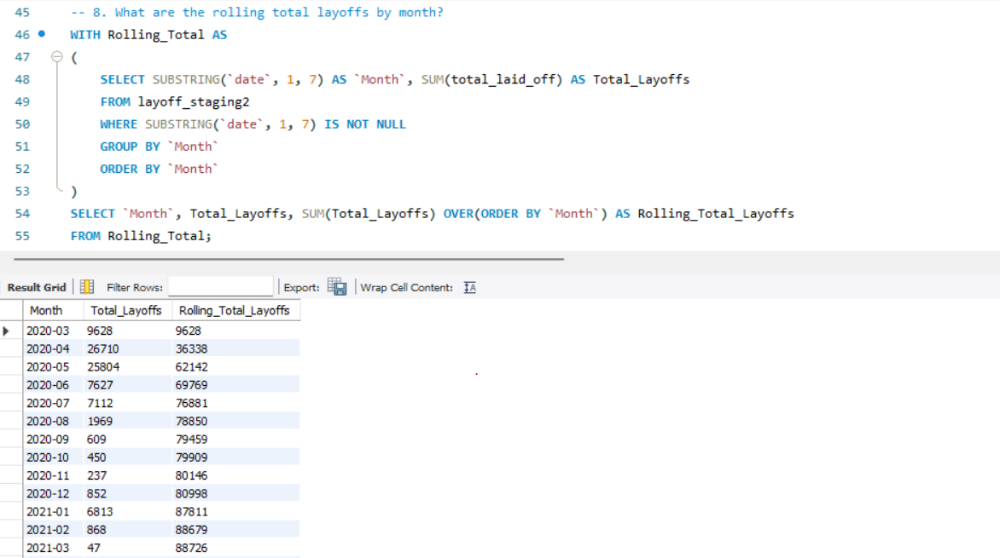 45 -- 8. What are the rolling total layoffs by month?
46 WITH Rolling_Total AS
47 (
48 SELECT SUBSTRING(`date`, 1, 7) AS `Month`, SUM(total_laid_off) AS Total_Layoffs
49 FROM layoff_staging2
50 WHERE SUBSTRING(`date`, 1, 7) IS NOT NULL
51 GROUP BY `Month`
52 ORDER BY `Month`
53 )
54 SELECT `Month`, Total_Layoffs, SUM(Total_Layoffs) OVER(ORDER BY `Month`) AS Rolling_Total_Layoffs
55 FROM Rolling_Total;
Result Grid Filter Rows: Export: Wrap Cell Content: IA
Month Total_Layoffs Rolling_Total_Layoffs
2020-03 9628 9628
2020-04 26710 36338
2020-05 25804 62142
2020-06 7627 69769
2020-07 7112 76881
2020-08 1969 78850
2020-09 609 79459
2020-10 450 79909
2020-11 237 80146
2020-12 852 80998
2021-01 6813 87811
2021-02 868 88679
2021-03 47 88726